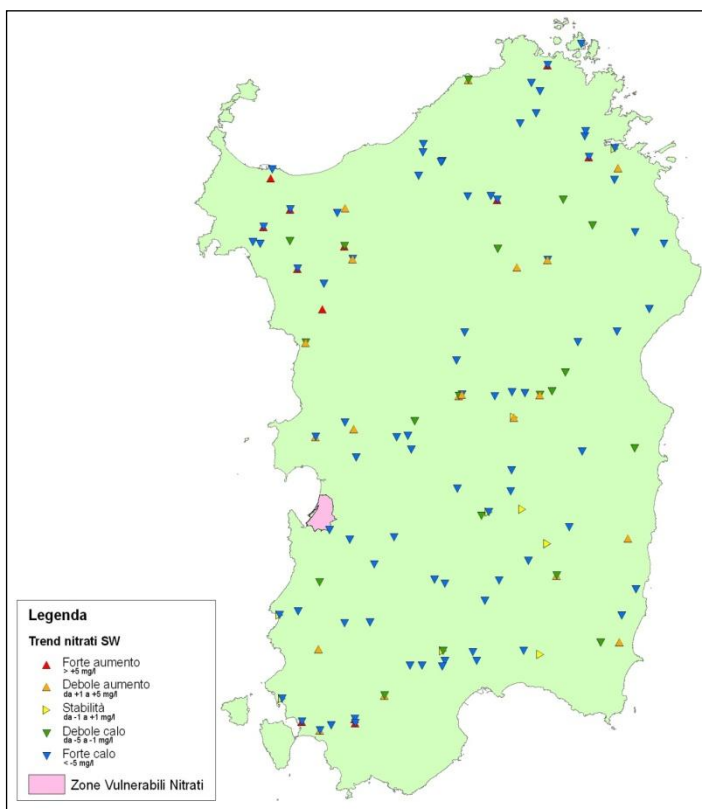 Legenda
Trend nitrati SW
Forte aumento
> +5 mg/l
Debole aumento
da +1 a +5 mg/l
Stabilità
da -1 a +1 mg/l
Debole calo
da -5 a -1 mg/l
Forte calo
< -5 mg/l
Zone Vulnerabili Nitrati